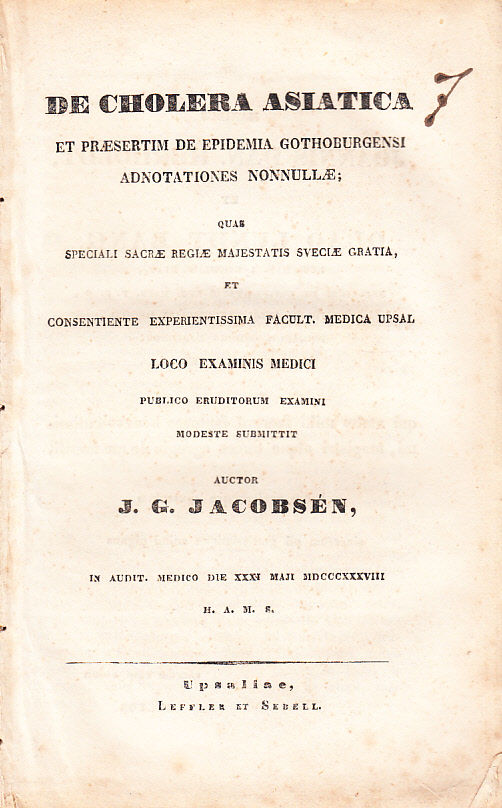 DE CHOLERA ASIATICA
7
ET PRÆSERTIM DE EPIDEMIA GOTHOBURGENSI
ADNOTATIONES NONNULLÆ;
QUAS
SPECIALI SACRÆ REGIÆ MAJESTATIS SVECIÆ GRATIA,
ET
CONSENTIENTE EXPERIENTISSIMA FACULT. MEDICA UPSAL
LOCO EXAMINIS MEDICI
PUBLICO ERUDITORUM EXAMINI
MODESTE SUBMITTIT
AUCTOR
J. G. JACOBSÉN,
IN AUDIT. MEDICO DIE XXXI MAJI MDCCCXXXVIII
H. A. M. S.
Upsaliae,
LEFFLER ET SEBELL.